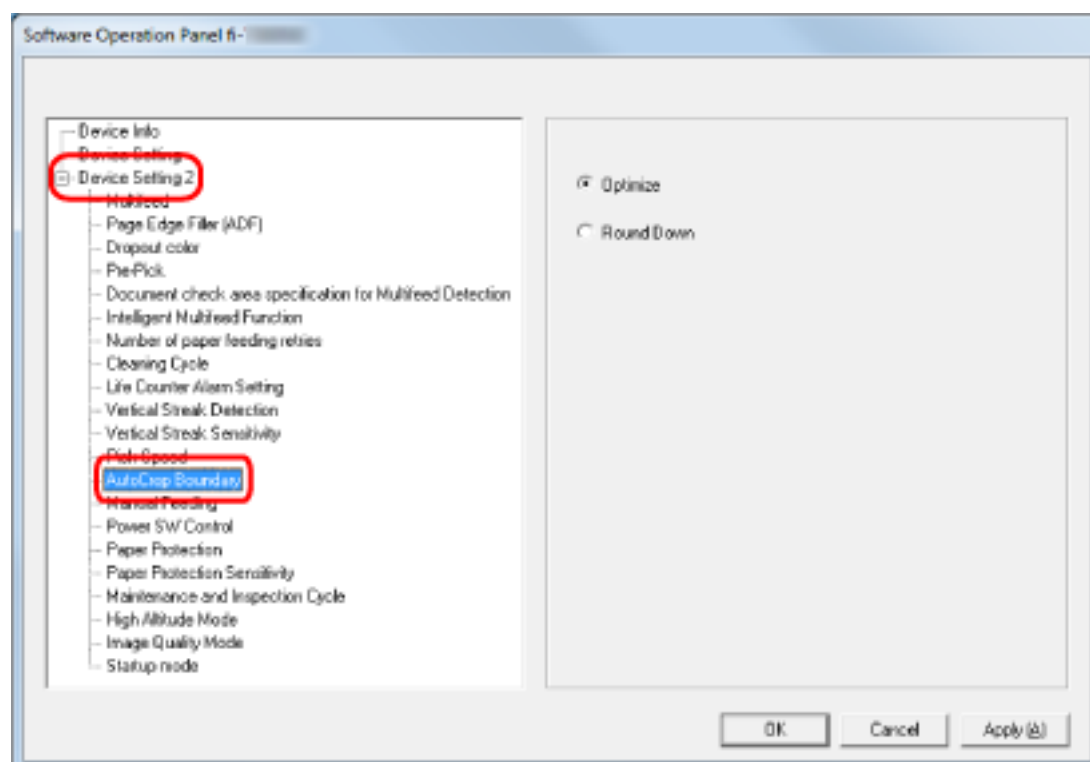 Software Operation Panel fi-
Device Info
Device Setting
Device Setting 2
Multifeed
Page Edge Filler (ADF)
Dropout color
Pre-Pick
Document check area specification for Multifeed Detection
Intelligent Multifeed Function
Number of paper feeding retries
Cleaning Cycle
Life Counter Alarm Setting
Vertical Streak Detection
Vertical Streak Sensitivity
Pick Speed
AutoCrop Boundary
Manual Feeding
Power SW Control
Paper Protection
Paper Protection Sensitivity
Maintenance and Inspection Cycle
High Altitude Mode
Image Quality Mode
Startup mode
Optimize
Round Down
OK Cancel Apply (A)